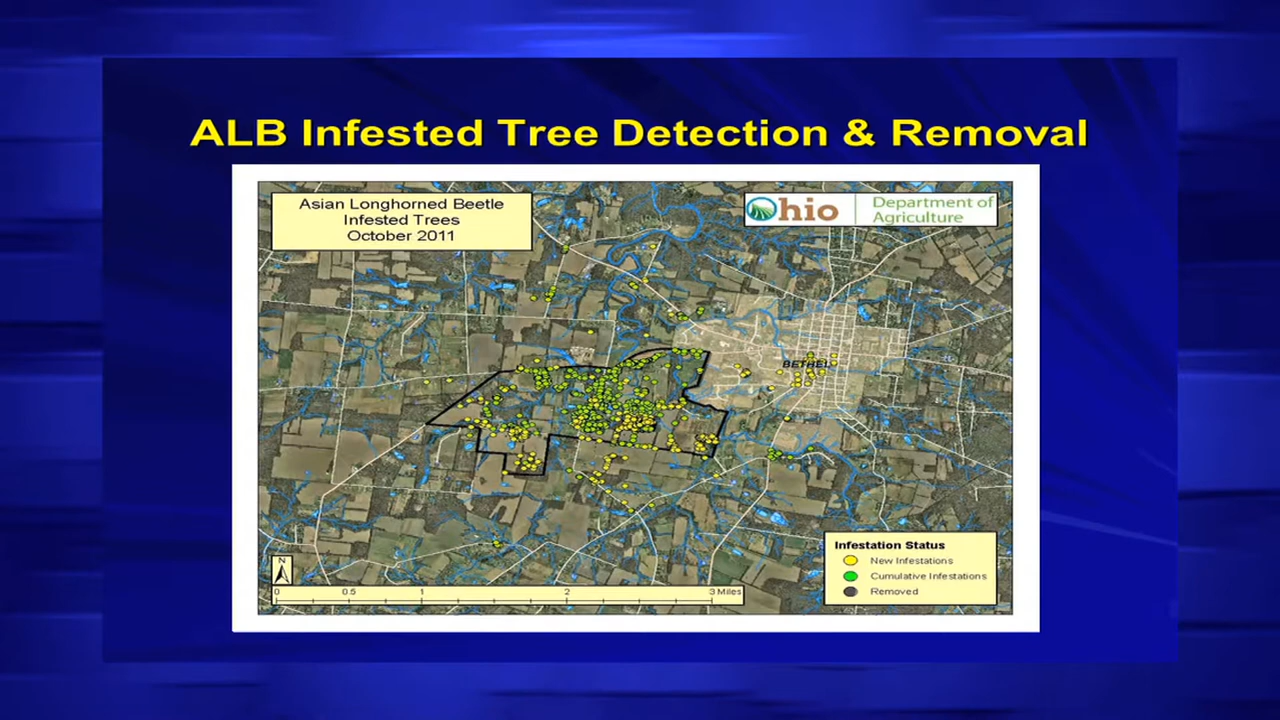 ALB Infested Tree Detection & Removal
Asian Longhorned Beetle
Infested Trees
October 2011
Ohio
Department of
Agriculture
BETHEL
Infestation Status
New Infestations
Cumulative Infestations
Removed
N
0 0.5 1 2 3 Miles